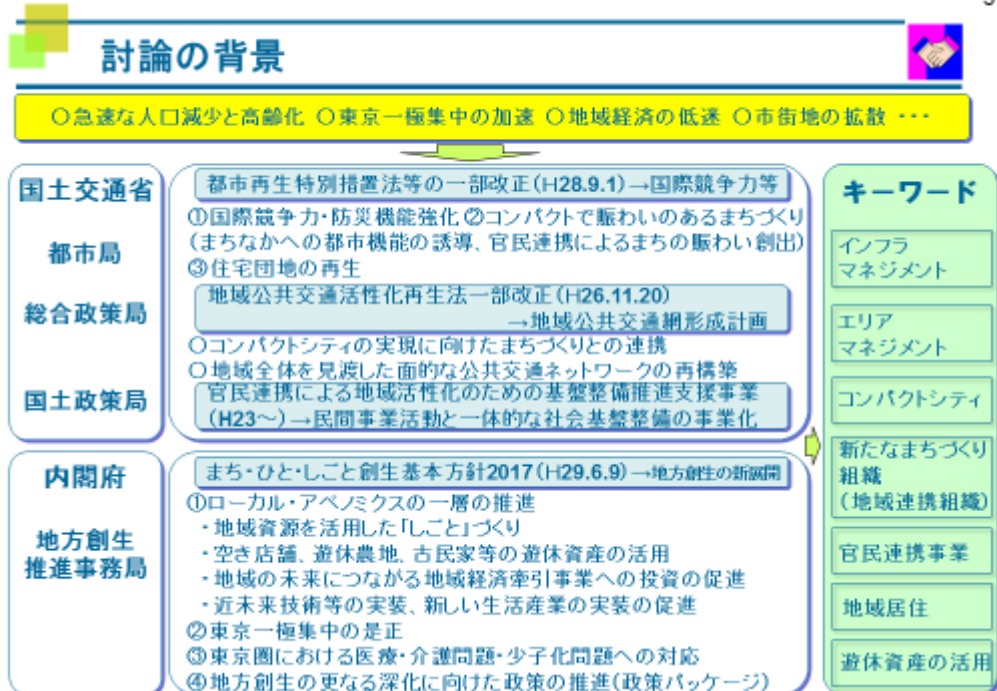 討論の背景
○急速な人口減少と高齢化 ○東京一極集中の加速 ○地域経済の低迷 ○市街地の拡散 ・・・
国土交通省
都市局
総合政策局
国土政策局
都市再生特別措置法等の一部改正(H28.9.1)→国際競争力等
①国際競争力・防災機能強化 ②コンパクトで賑わいのあるまちづくり
(まちなかへの都市機能の誘導、官民連携によるまちの賑わい創出)
③住宅団地の再生
地域公共交通活性化再生法一部改正(H26.11.20)
→地域公共交通網形成計画
○コンパクトシティの実現に向けたまちづくりとの連携
○地域全体を見渡した面的な公共交通ネットワークの再構築
官民連携による地域活性化のための基盤整備推進支援事業
(H23～)→民間事業活動と一体的な社会基盤整備の事業化
内閣府
地方創生
推進事務局
まち・ひと・しごと創生基本方針2017(H29.6.9)→地方創生の新展開
①ローカル・アベノミクスの一層の推進
・地域資源を活用した「しごと」づくり
・空き店舗、遊休農地、古民家等の遊休資産の活用
・地域の未来につながる地域経済牽引事業への投資の促進
・近未来技術等の実装、新しい生活産業の実装の促進
②東京一極集中の是正
③東京圏における医療・介護問題・少子化問題への対応
④地方創生の更なる深化に向けた政策の推進(政策パッケージ)
キーワード
インフラ
マネジメント
エリア
マネジメント
コンパクトシティ
新たなまちづくり
組織
(地域連携組織)
官民連携事業
地域居住
遊休資産の活用